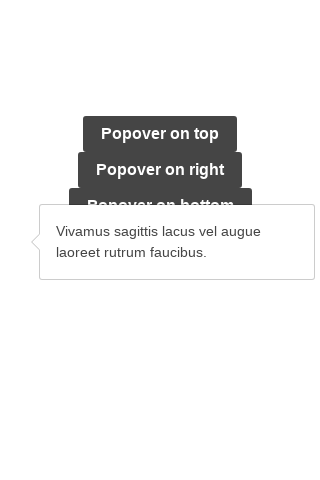 Popover on top
Popover on right
Popover on bottom
Vivamus sagittis lacus vel augue
laoreet rutrum faucibus.